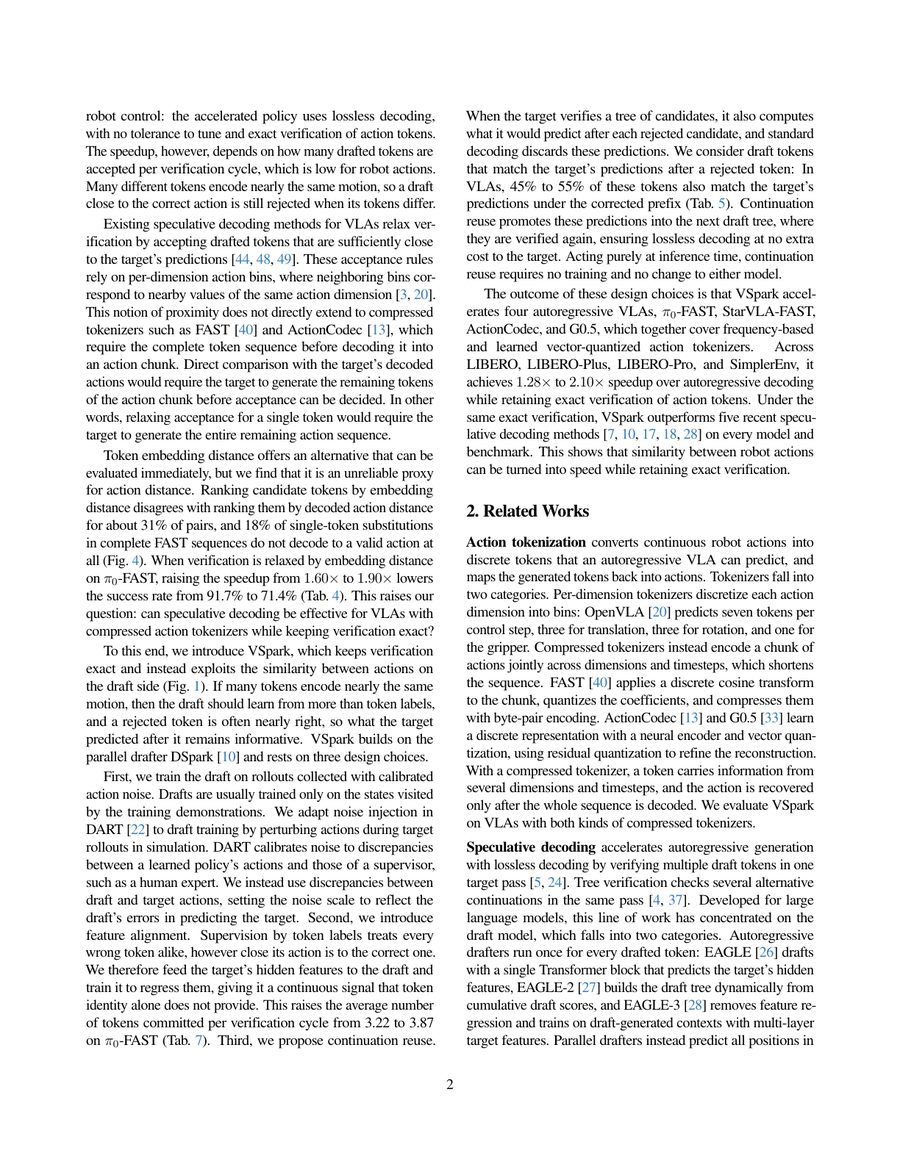 robot control: the accelerated policy uses lossless decoding,
with no tolerance to tune and exact verification of action tokens.
The speedup, however, depends on how many drafted tokens are
accepted per verification cycle, which is low for robot actions.
Many different tokens encode nearly the same motion, so a draft
close to the correct action is still rejected when its tokens differ.
Existing speculative decoding methods for VLAs relax ver-
ification by accepting drafted tokens that are sufficiently close
to the target's predictions [44, 48, 49]. These acceptance rules
rely on per-dimension action bins, where neighboring bins cor-
respond to nearby values of the same action dimension [3, 20].
This notion of proximity does not directly extend to compressed
tokenizers such as FAST [40] and ActionCodec [13], which
require the complete token sequence before decoding it into
an action chunk. Direct comparison with the target's decoded
actions would require the target to generate the remaining tokens
of the action chunk before acceptance can be decided. In other
words, relaxing acceptance for a single token would require the
target to generate the entire remaining action sequence.
Token embedding distance offers an alternative that can be
evaluated immediately, but we find that it is an unreliable proxy
for action distance. Ranking candidate tokens by embedding
distance disagrees with ranking them by decoded action distance
for about 31% of pairs, and 18% of single-token substitutions
in complete FAST sequences do not decode to a valid action at
all (Fig. 4). When verification is relaxed by embedding distance
on π0-FAST, raising the speedup from 1.60× to 1.90× lowers
the success rate from 91.7% to 71.4% (Tab. 4). This raises our
question: can speculative decoding be effective for VLAs with
compressed action tokenizers while keeping verification exact?
To this end, we introduce VSpark, which keeps verification
exact and instead exploits the similarity between actions on
the draft side (Fig. 1). If many tokens encode nearly the same
motion, then the draft should learn from more than token labels,
and a rejected token is often nearly right, so what the target
predicted after it remains informative. VSpark builds on the
parallel drafter DSpark [10] and rests on three design choices.
First, we train the draft on rollouts collected with calibrated
action noise. Drafts are usually trained only on the states visited
by the training demonstrations. We adapt noise injection in
DART [22] to draft training by perturbing actions during target
rollouts in simulation. DART calibrates noise to discrepancies
between a learned policy's actions and those of a supervisor,
such as a human expert. We instead use discrepancies between
draft and target actions, setting the noise scale to reflect the
draft's errors in predicting the target. Second, we introduce
feature alignment. Supervision by token labels treats every
wrong token alike, however close its action is to the correct one.
We therefore feed the target's hidden features to the draft and
train it to regress them, giving it a continuous signal that token
identity alone does not provide. This raises the average number
of tokens committed per verification cycle from 3.22 to 3.87
on π0-FAST (Tab. 7). Third, we propose continuation reuse.
When the target verifies a tree of candidates, it also computes
what it would predict after each rejected candidate, and standard
decoding discards these predictions. We consider draft tokens
that match the target's predictions after a rejected token: In
VLAs, 45% to 55% of these tokens also match the target's
predictions under the corrected prefix (Tab. 5). Continuation
reuse promotes these predictions into the next draft tree, where
they are verified again, ensuring lossless decoding at no extra
cost to the target. Acting purely at inference time, continuation
reuse requires no training and no change to either model.
The outcome of these design choices is that VSpark accel-
erates four autoregressive VLAs, π0-FAST, StarVLA-FAST,
ActionCodec, and G0.5, which together cover frequency-based
and learned vector-quantized action tokenizers. Across
LIBERO, LIBERO-Plus, LIBERO-Pro, and SimplerEnv, it
achieves 1.28× to 2.10× speedup over autoregressive decoding
while retaining exact verification of action tokens. Under the
same exact verification, VSpark outperforms five recent specu-
lative decoding methods [7, 10, 17, 18, 28] on every model and
benchmark. This shows that similarity between robot actions
can be turned into speed while retaining exact verification.
2. Related Works
Action tokenization converts continuous robot actions into
discrete tokens that an autoregressive VLA can predict, and
maps the generated tokens back into actions. Tokenizers fall into
two categories. Per-dimension tokenizers discretize each action
dimension into bins: OpenVLA [20] predicts seven tokens per
control step, three for translation, three for rotation, and one for
the gripper. Compressed tokenizers instead encode a chunk of
actions jointly across dimensions and timesteps, which shortens
the sequence. FAST [40] applies a discrete cosine transform
to the chunk, quantizes the coefficients, and compresses them
with byte-pair encoding. ActionCodec [13] and G0.5 [33] learn
a discrete representation with a neural encoder and vector quan-
tization, using residual quantization to refine the reconstruction.
With a compressed tokenizer, a token carries information from
several dimensions and timesteps, and the action is recovered
only after the whole sequence is decoded. We evaluate VSpark
on VLAs with both kinds of compressed tokenizers.
Speculative decoding accelerates autoregressive generation
with lossless decoding by verifying multiple draft tokens in one
target pass [5, 24]. Tree verification checks several alternative
continuations in the same pass [4, 37]. Developed for large
language models, this line of work has concentrated on the
draft model, which falls into two categories. Autoregressive
drafters run once for every drafted token: EAGLE [26] drafts
with a single Transformer block that predicts the target's hidden
features, EAGLE-2 [27] builds the draft tree dynamically from
cumulative draft scores, and EAGLE-3 [28] removes feature re-
gression and trains on draft-generated contexts with multi-layer
target features. Parallel drafters instead predict all positions in
2